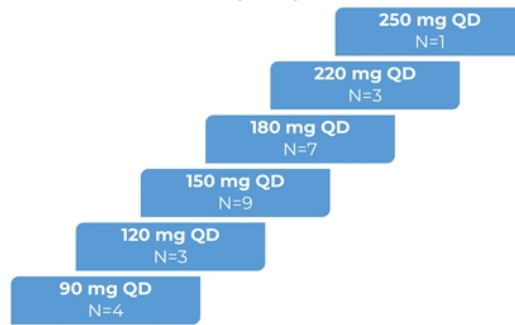 250 mg QD
N=1
220 mg QD
N=3
180 mg QD
N=7
150 mg QD
N=9
120 mg QD
N=3
90 mg QD
N=4